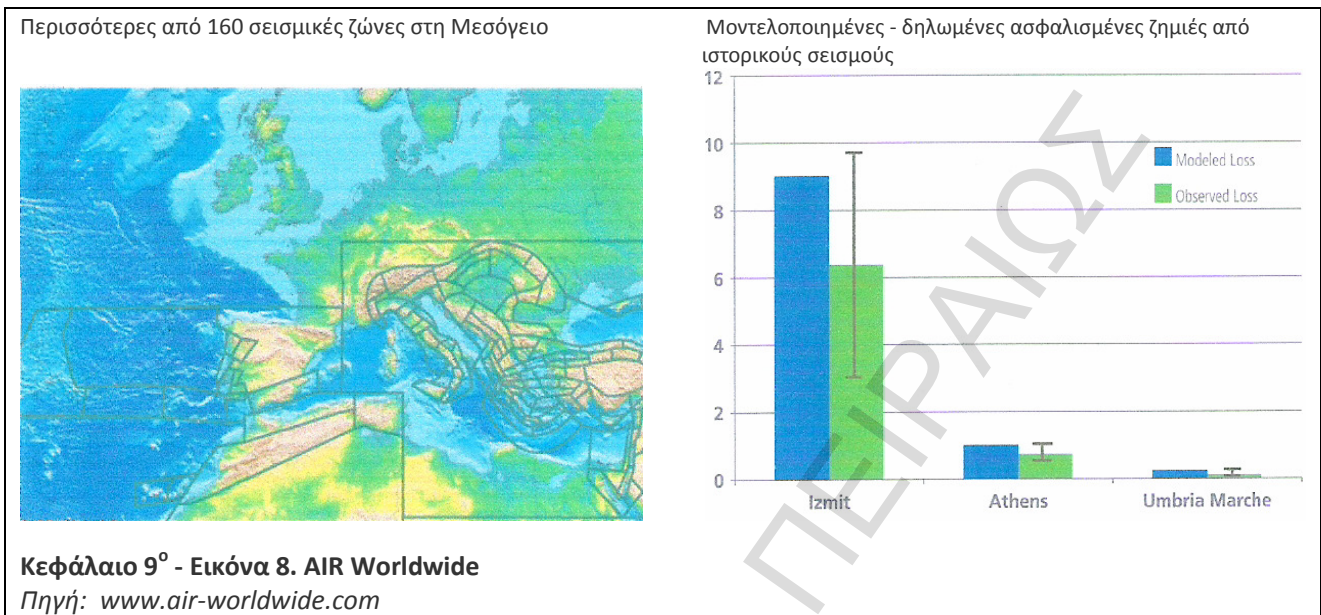 Περισσότερες από 160 σεισμικές ζώνες στη Μεσόγειο
Μοντελοποιημένες - δηλωμένες ασφαλισμένες ζημιές από
ιστορικούς σεισμούς
12
10
8
6
4
2
0
Modeled Loss
Observed Loss
Izmit
Athens
Umbria Marche
ΠΕΙΡΑΙΩΣ
Κεφάλαιο 9ο - Εικόνα 8. AIR Worldwide
Πηγή: www.air-worldwide.com